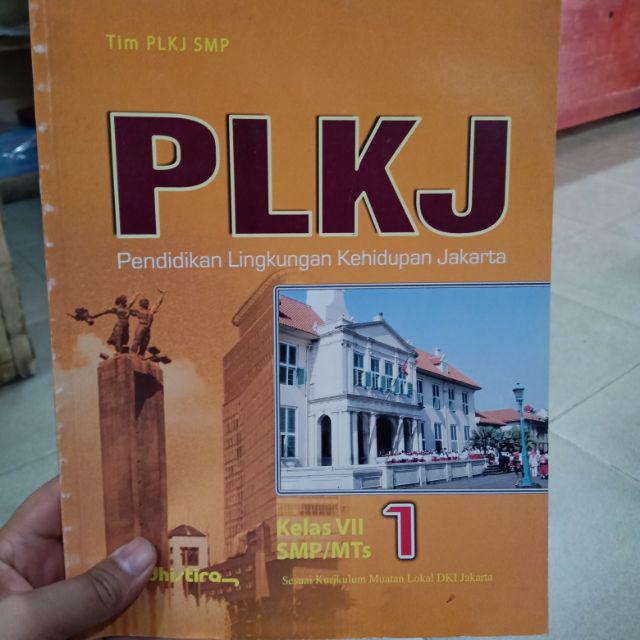 Tim PLKJ SMP
PLKJ
Pendidikan Lingkungan Kehidupan Jakarta
Kelas VII
SMP/MTs
1
Sesuai Kurikulum Muatan Lokal DKI Jakarta